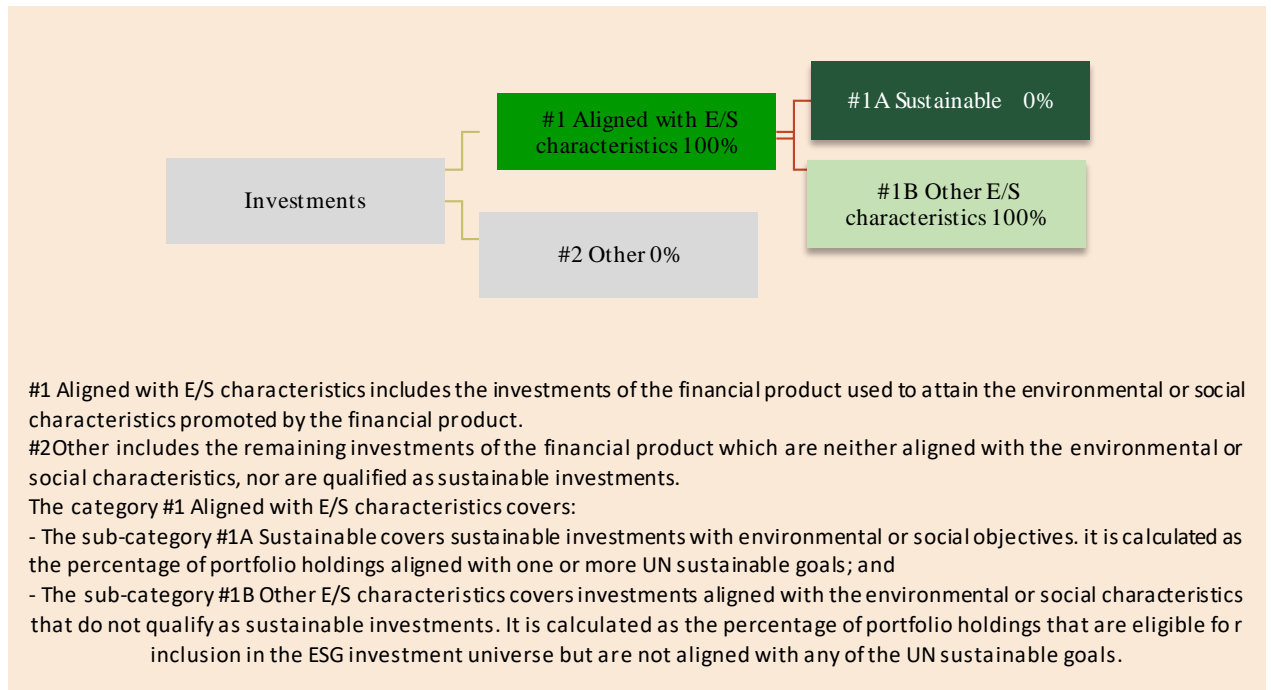 #1A Sustainable 0%
#1 Aligned with E/S
characteristics 100%
Investments
#1B Other E/S
characteristics 100%
#2 Other 0%
#1 Aligned with E/S characteristics includes the investments of the financial product used to attain the environmental or social
characteristics promoted by the financial product.
#2Other includes the remaining investments of the financial product which are neither aligned with the environmental or
social characteristics, nor are qualified as sustainable investments.
The category #1 Aligned with E/S characteristics covers:
- The sub-category #1A Sustainable covers sustainable investments with environmental or social objectives. it is calculated as
the percentage of portfolio holdings aligned with one or more UN sustainable goals; and
- The sub-category #1B Other E/S characteristics covers investments aligned with the environmental or social characteristics
that do not qualify as sustainable investments. It is calculated as the percentage of portfolio holdings that are eligible for
inclusion in the ESG investment universe but are not aligned with any of the UN sustainable goals.